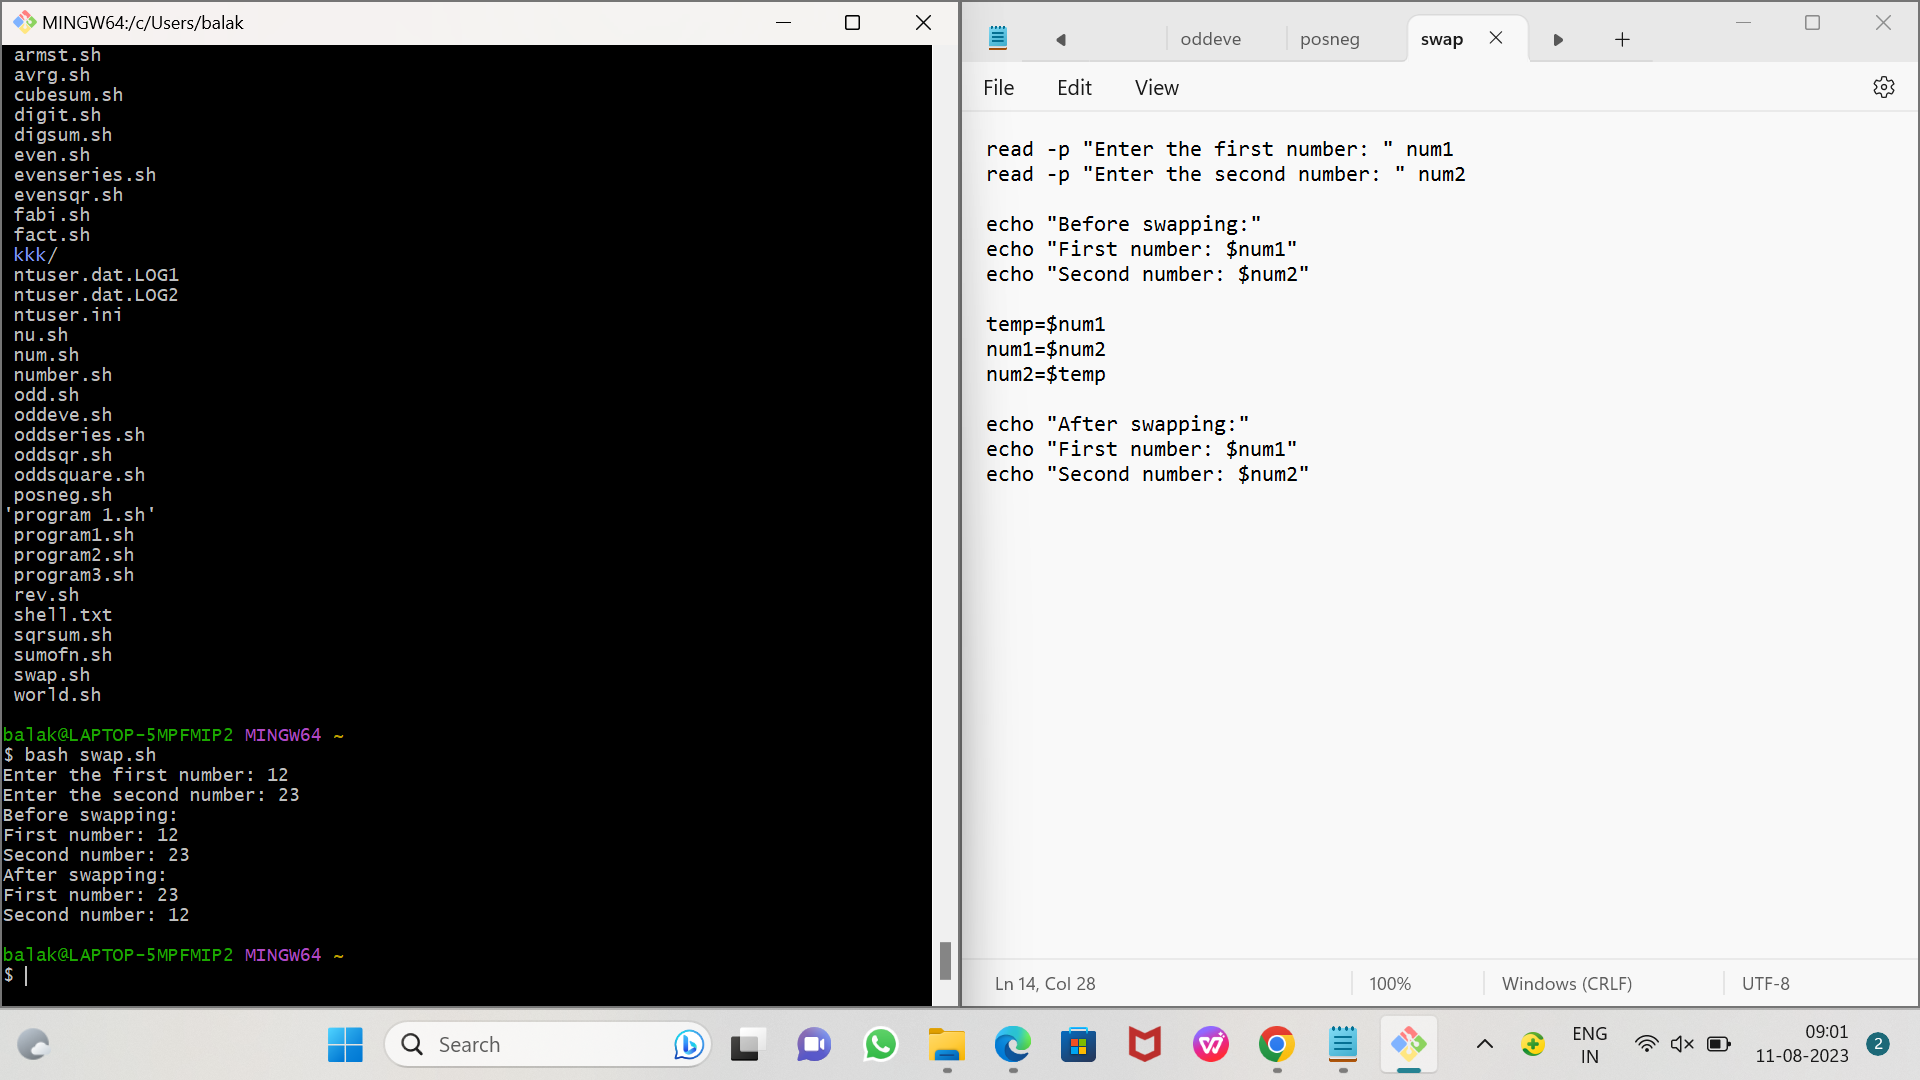 MINGW64:/c/Users/balak
armst.sh
avrg.sh
cubesum.sh
digit.sh
digsum.sh
even.sh
evenseries.sh
evensqr.sh
fabi.sh
fact.sh
kkk/
ntuser.dat.LOG1
ntuser.dat.LOG2
ntuser.ini
nu.sh
num.sh
number.sh
odd.sh
oddeve.sh
oddseries.sh
oddsqr.sh
oddsquare.sh
posneg.sh
'program 1.sh'
program1.sh
program2.sh
program3.sh
rev.sh
shell.txt
sqrsum.sh
sumofn.sh
swap.sh
world.sh
balak@LAPTOP-5MPFMIP2 MINGW64 ~
$ bash swap.sh
Enter the first number: 12
Enter the second number: 23
Before swapping:
First number: 12
Second number: 23
After swapping:
First number: 23
Second number: 12
balak@LAPTOP-5MPFMIP2 MINGW64 ~
$
oddeve posneg swap
File Edit View
read -p "Enter the first number: " num1
read -p "Enter the second number: " num2
echo "Before swapping:"
echo "First number: $num1"
echo "Second number: $num2"
temp=$num1
num1=$num2
num2=$temp
echo "After swapping:"
echo "First number: $num1"
echo "Second number: $num2"
Ln 14, Col 28 100% Windows (CRLF) UTF-8
Search
ENG
IN
09:01
11-08-2023
2